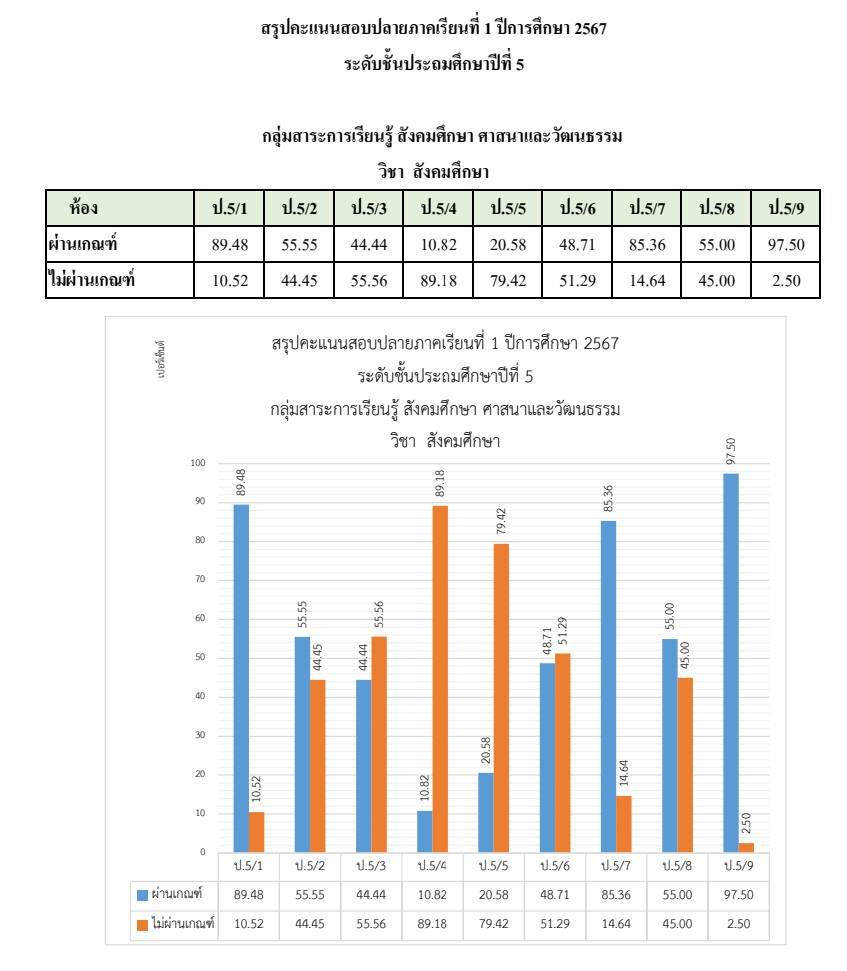 สรุปคะแนนสอบปลายภาคเรียนที่ 1 ปีการศึกษา 2567
ระดับชั้นประถมศึกษาปีที่ 5
กลุ่มสาระการเรียนรู้ สังคมศึกษา ศาสนาและวัฒนธรรม
วิชา สังคมศึกษา
ห้อง ป.5/1 ป.5/2 ป.5/3 ป.5/4 ป.5/5 ป.5/6 ป.5/7 ป.5/8 ป.5/9
ผ่านเกณฑ์ 89.48 55.55 44.44 10.82 20.58 48.71 85.36 55.00 97.50
ไม่ผ่านเกณฑ์ 10.52 44.45 55.56 89.18 79.42 51.29 14.64 45.00 2.50
เปอร์เซ็นต์
สรุปคะแนนสอบปลายภาคเรียนที่ 1 ปีการศึกษา 2567
ระดับชั้นประถมศึกษาปีที่ 5
กลุ่มสาระการเรียนรู้ สังคมศึกษา ศาสนาและวัฒนธรรม
วิชา สังคมศึกษา
100
90
80
70
60
50
40
30
20
10
0
89.48 10.52 55.55 44.45 44.44 55.56 10.82 89.18 20.58 79.42 48.71 51.29 85.36 14.64 55.00 45.00 97.50 2.50
ป.5/1 ป.5/2 ป.5/3 ป.5/4 ป.5/5 ป.5/6 ป.5/7 ป.5/8 ป.5/9
ผ่านเกณฑ์ 89.48 55.55 44.44 10.82 20.58 48.71 85.36 55.00 97.50
ไม่ผ่านเกณฑ์ 10.52 44.45 55.56 89.18 79.42 51.29 14.64 45.00 2.50